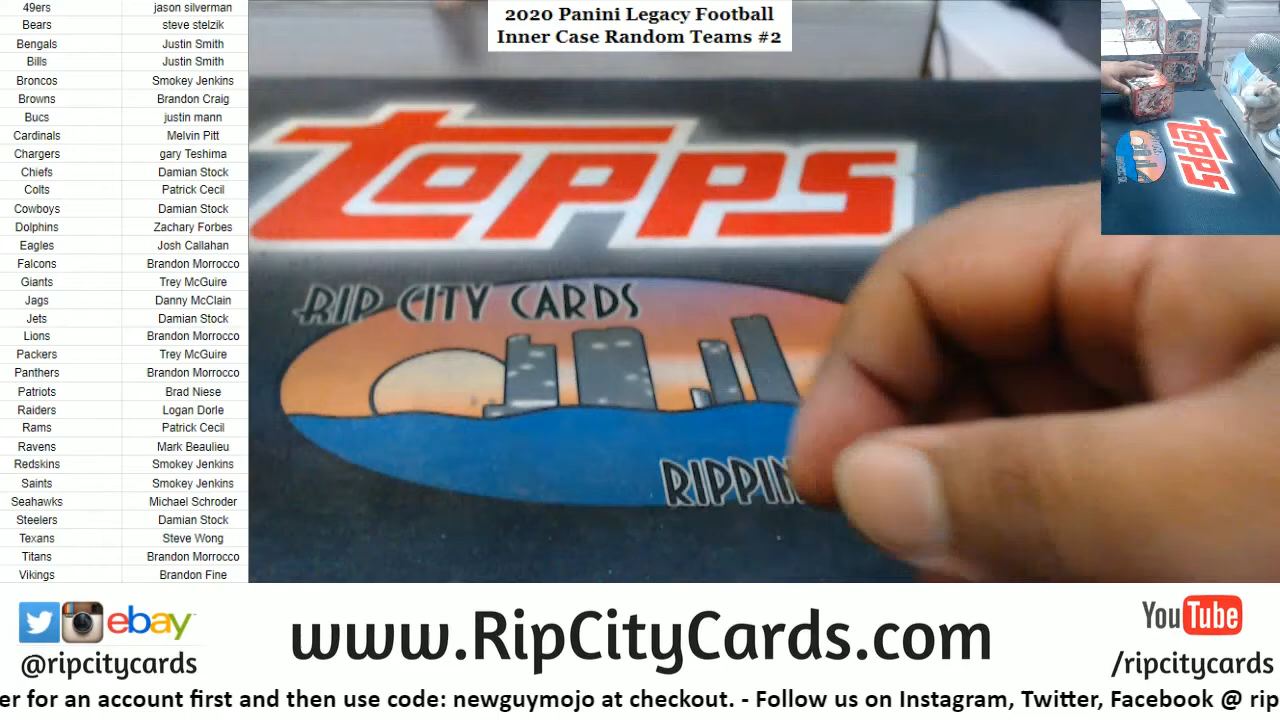 2020 Panini Legacy Football
Inner Case Random Teams #2
49ers jason silverman
Bears steve stelzik
Bengals Justin Smith
Bills Justin Smith
Broncos Smokey Jenkins
Browns Brandon Craig
Bucs justin mann
Cardinals Melvin Pitt
Chargers gary Teshima
Chiefs Damian Stock
Colts Patrick Cecil
Cowboys Damian Stock
Dolphins Zachary Forbes
Eagles Josh Callahan
Falcons Brandon Morrocco
Giants Trey McGuire
Jags Danny McClain
Jets Damian Stock
Lions Brandon Morrocco
Packers Trey McGuire
Panthers Brandon Morrocco
Patriots Brad Niese
Raiders Logan Dorle
Rams Patrick Cecil
Ravens Mark Beaulieu
Redskins Smokey Jenkins
Saints Smokey Jenkins
Seahawks Michael Schroder
Steelers Damian Stock
Texans Steve Wong
Titans Brandon Morrocco
Vikings Brandon Fine
topps
RIP CITY CARDS
RIPPIN
topps
ebay
@ripcitycards
www.RipCityCards.com
YouTube
/ripcitycards
er for an account first and then use code: newguymojo at checkout. - Follow us on Instagram, Twitter, Facebook @ rip